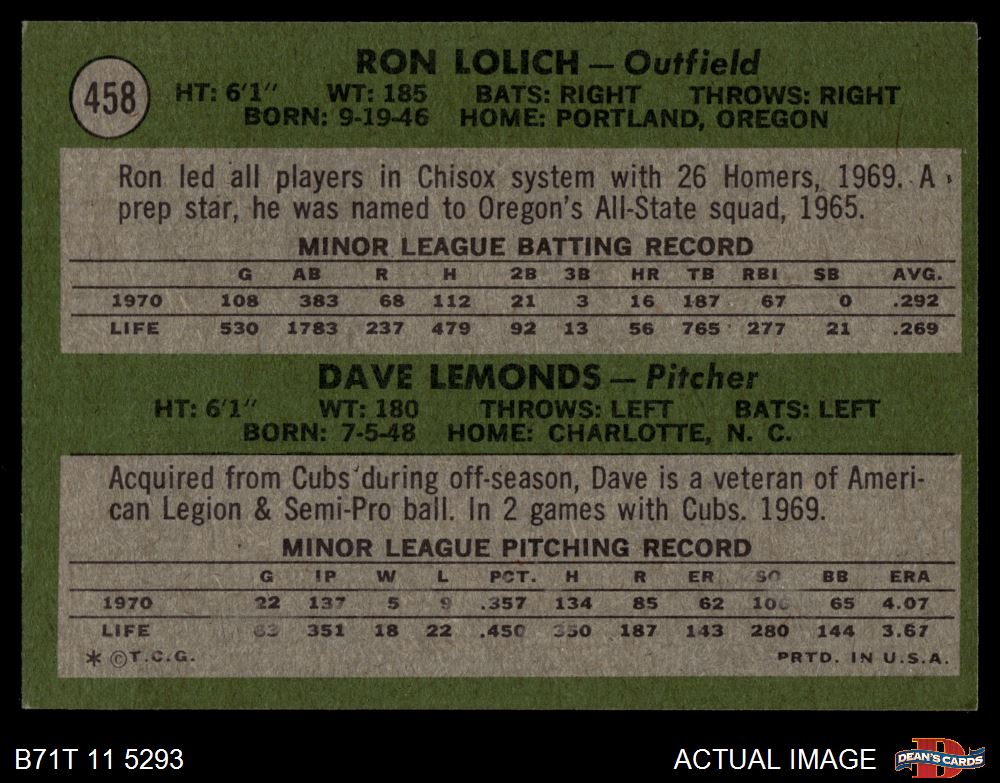 458
RON LOLICH — Outfield
HT: 6'1" WT: 185 BATS: RIGHT THROWS: RIGHT
BORN: 9-19-46 HOME: PORTLAND, OREGON
Ron led all players in Chisox system with 26 Homers, 1969. A
prep star, he was named to Oregon's All-State squad, 1965.
MINOR LEAGUE BATTING RECORD
G AB R H 2B 3B HR TB RBI SB AVG.
1970 108 383 68 112 21 3 16 187 67 0 .292
LIFE 530 1783 237 479 92 13 56 765 277 21 .269
DAVE LEMONDS — Pitcher
HT: 6'1" WT: 180 THROWS: LEFT BATS: LEFT
BORN: 7-5-48 HOME: CHARLOTTE, N. C.
Acquired from Cubs during off-season, Dave is a veteran of Ameri-
can Legion & Semi-Pro ball. In 2 games with Cubs. 1969.
MINOR LEAGUE PITCHING RECORD
G IP W L PCT. H R ER SO BB ERA
1970 22 137 5 9 .357 134 85 62 65 4.07
LIFE 63 351 18 22 .450 350 187 143 280 144 3.67
* ©T.C.G. PRTD. IN U.S.A.
B71T 11 5293 ACTUAL IMAGE DEAN'S CARDS